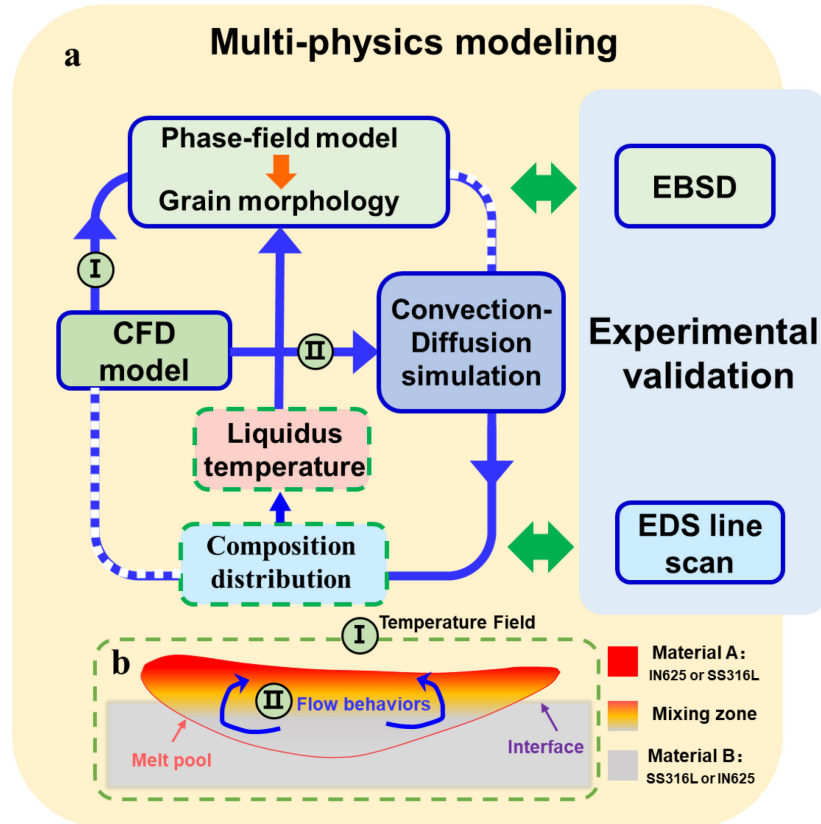 a
Multi-physics modeling
Phase-field model
Grain morphology
EBSD
I
CFD
model
II
Convection-
Diffusion
simulation
Experimental
validation
Liquidus
temperature
Composition
distribution
EDS line
scan
I Temperature Field
b
II Flow behaviors
Melt pool
Interface
Material A:
IN625 or SS316L
Mixing zone
Material B:
SS316L or IN625